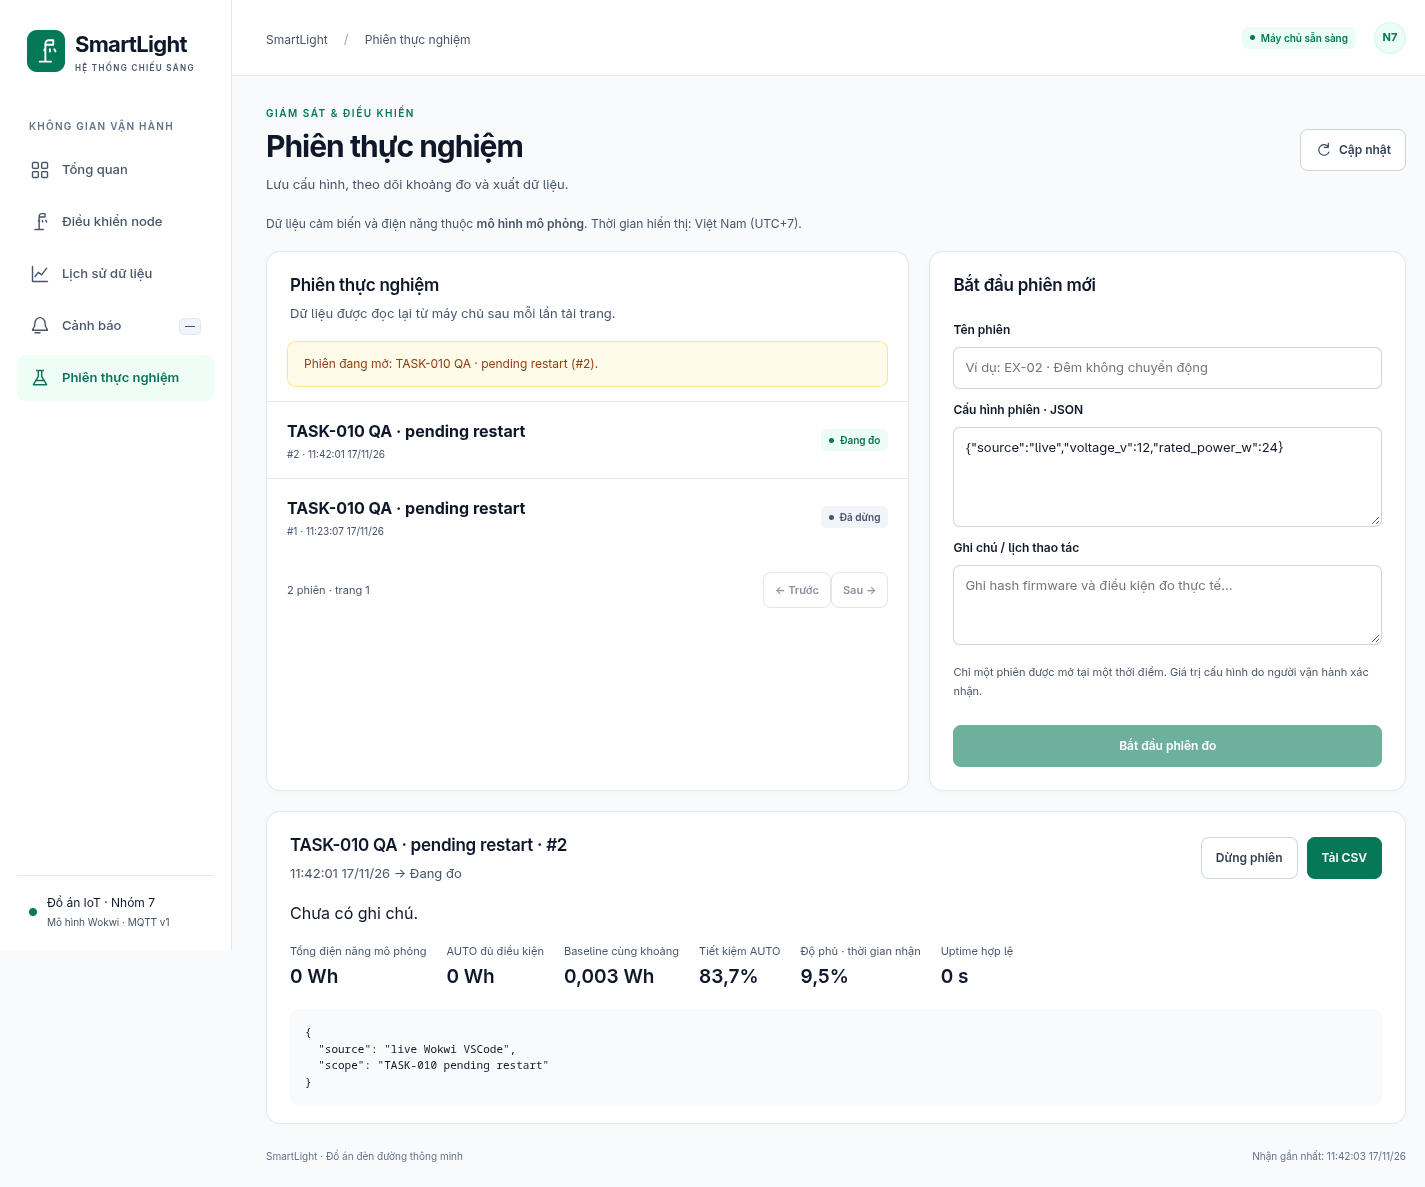 SmartLight
HỆ THỐNG CHIẾU SÁNG
KHÔNG GIAN VẬN HÀNH
Tổng quan
Điều khiển node
Lịch sử dữ liệu
Cảnh báo
—
Phiên thực nghiệm
Đồ án IoT · Nhóm 7
Mô hình Wokwi · MQTT v1
SmartLight / Phiên thực nghiệm
Máy chủ sẵn sàng
N7
GIÁM SÁT & ĐIỀU KHIỂN
Phiên thực nghiệm
Lưu cấu hình, theo dõi khoảng đo và xuất dữ liệu.
Cập nhật
Dữ liệu cảm biến và điện năng thuộc mô hình mô phỏng. Thời gian hiển thị: Việt Nam (UTC+7).
Phiên thực nghiệm
Dữ liệu được đọc lại từ máy chủ sau mỗi lần tải trang.
Phiên đang mở: TASK-010 QA · pending restart (#2).
TASK-010 QA · pending restart
#2 · 11:42:01 17/11/26
Đang đo
TASK-010 QA · pending restart
#1 · 11:23:07 17/11/26
Đã dừng
2 phiên · trang 1
← Trước
Sau →
Bắt đầu phiên mới
Tên phiên
Ví dụ: EX-02 · Đêm không chuyển động
Cấu hình phiên · JSON
{"source":"live","voltage_v":12,"rated_power_w":24}
Ghi chú / lịch thao tác
Ghi hash firmware và điều kiện đo thực tế...
Chỉ một phiên được mở tại một thời điểm. Giá trị cấu hình do người vận hành xác
nhận.
Bắt đầu phiên đo
TASK-010 QA · pending restart · #2
11:42:01 17/11/26 → Đang đo
Dừng phiên
Tải CSV
Chưa có ghi chú.
Tổng điện năng mô phỏng
0 Wh
AUTO đủ điều kiện
0 Wh
Baseline cùng khoảng
0,003 Wh
Tiết kiệm AUTO
83,7%
Độ phủ · thời gian nhận
9,5%
Uptime hợp lệ
0 s
{
"source": "live Wokwi VSCode",
"scope": "TASK-010 pending restart"
}
SmartLight · Đồ án đèn đường thông minh
Nhận gần nhất: 11:42:03 17/11/26